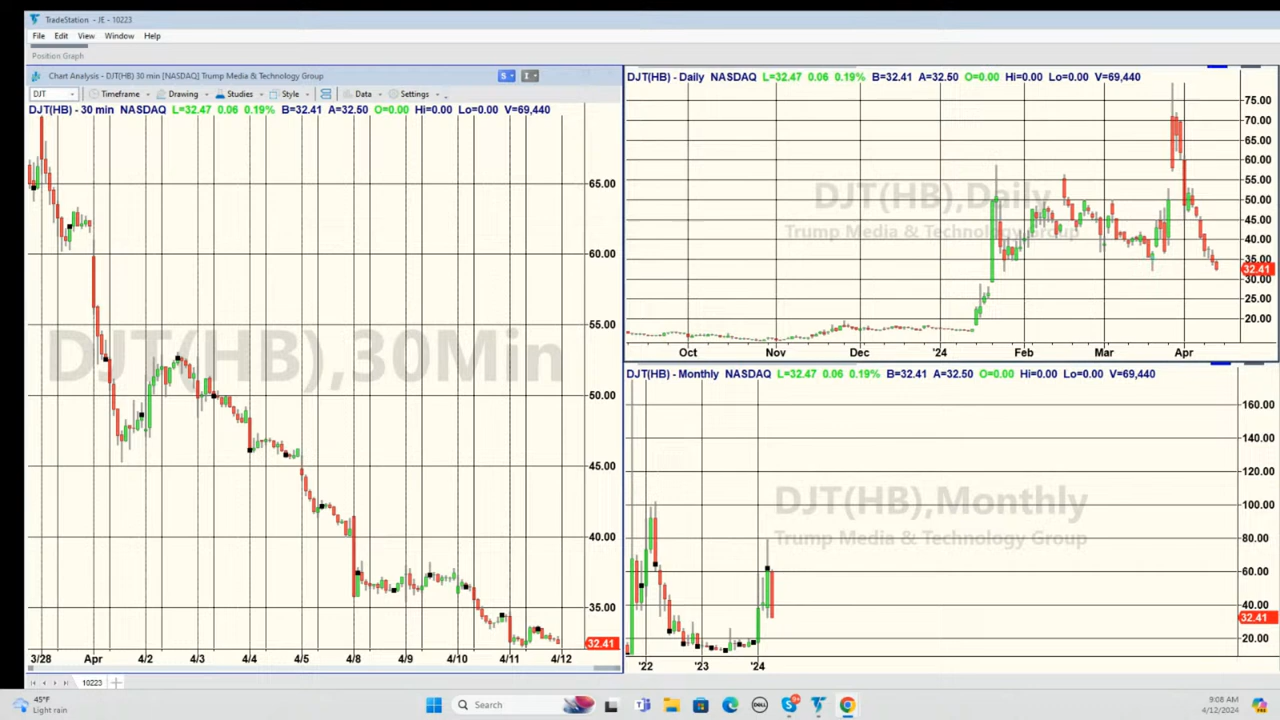 TradeStation - JE - 10223
File Edit View Window Help
Position Graph
Chart Analysis - DJT(HB) 30 min [NASDAQ] Trump Media & Technology Group S I
DJT Timeframe Drawing Studies Style Data Settings
DJT(HB) - 30 min NASDAQ L=32.47 0.06 0.19% B=32.41 A=32.50 O=0.00 Hi=0.00 Lo=0.00 V=69,440
65.00
60.00
55.00
DJT(HB),30Min
50.00
45.00
40.00
35.00
32.41
3/28 Apr 4/2 4/3 4/4 4/5 4/8 4/9 4/10 4/11 4/12
10223
DJT(HB) - Daily NASDAQ L=32.47 0.06 0.19% B=32.41 A=32.50 O=0.00 Hi=0.00 Lo=0.00 V=69,440
75.00
70.00
65.00
60.00
55.00
DJT(HB),Daily
50.00
45.00
Trump Media & Technology Group
40.00
35.00
32.41
30.00
25.00
20.00
Oct Nov Dec '24 Feb Mar Apr
DJT(HB) - Monthly NASDAQ L=32.47 0.06 0.19% B=32.41 A=32.50 O=0.00 Hi=0.00 Lo=0.00 V=69,440
160.00
140.00
120.00
100.00
DJT(HB),Monthly
Trump Media & Technology Group
80.00
60.00
40.00
32.41
20.00
'22 '23 '24
45°F
Light rain
Search
DELL
9:08 AM
4/12/2024